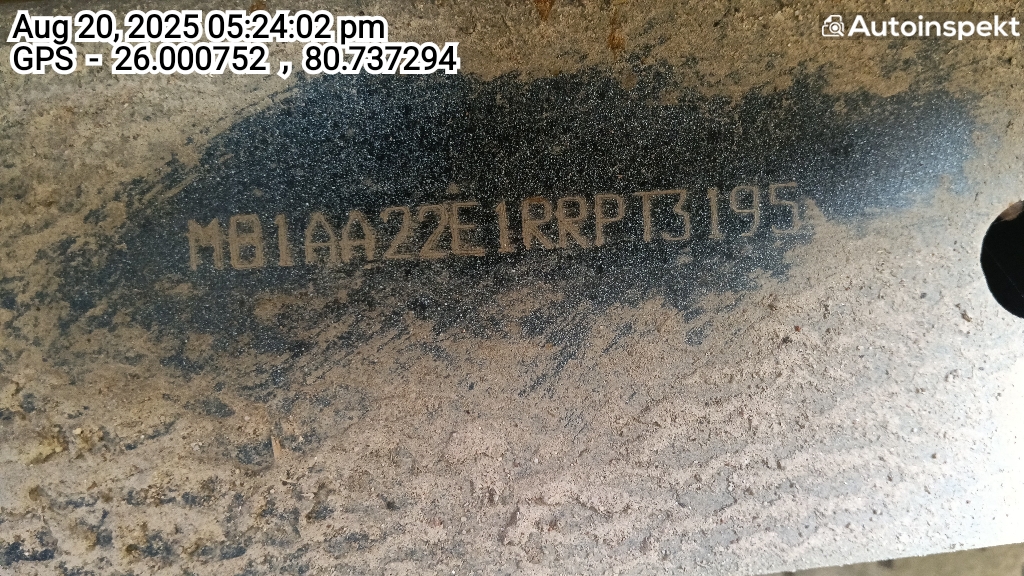 Aug 20, 2025 05:24:02 pm
GPS - 26.000752 , 80.737294
Autoinspekt
MB1AA22E1RRPT3195